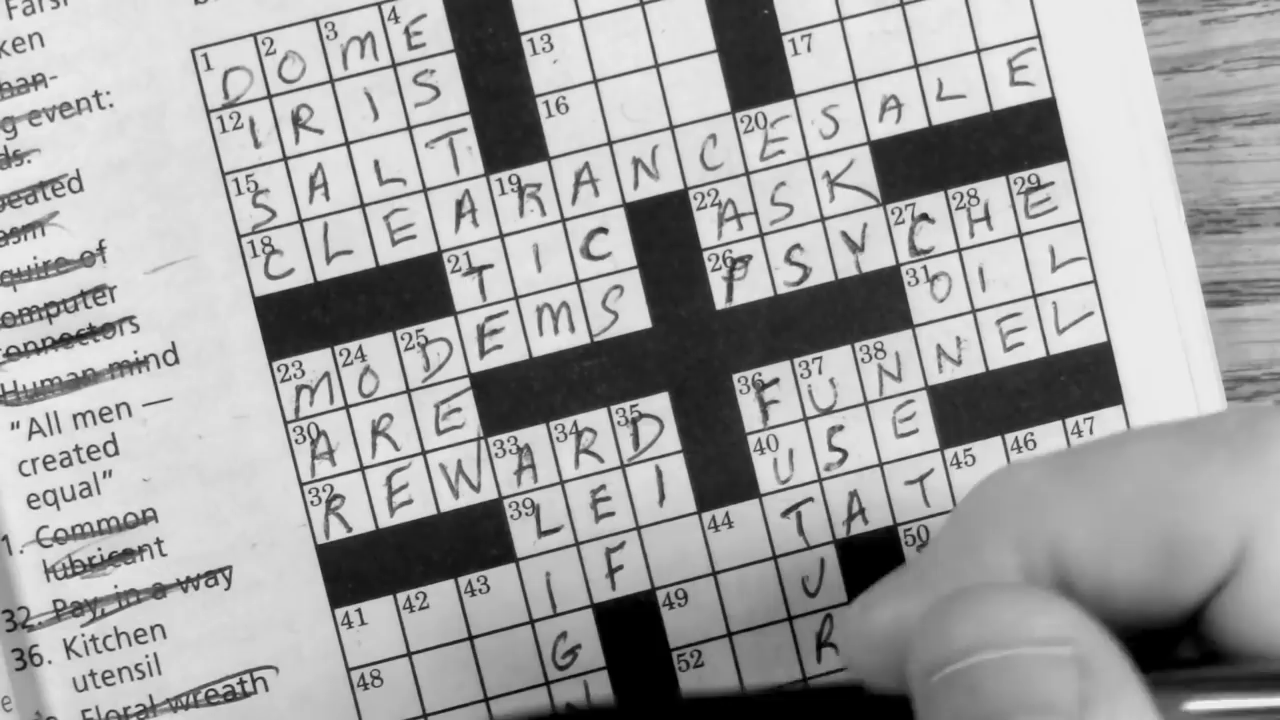 Farsi
ken
han-
g event:
ds.
peated
asm
quire of
omputer
onnectors
Human mind
"All men —
created
equal"
1. Common
lubricant
32. Pay, in a way
36. Kitchen
utensil
Floral wreath
1 D 2 O 3 M 4 E
12 I R I S 13 17
15 S A L T 16
18 C L E A 19 R A N C 20 E S A L E
21 T I C 22 A S K
23 M 24 O 25 D E M S 26 P S Y 27 C 28 H 29 E
30 A R E 31 O I L
32 R E W 33 A 34 R 35 D 36 F 37 U 38 N N E L
39 L E I 40 U S E
41 42 43 I F 44 T A T 45 46 47
48 G 49 U 50
52 R